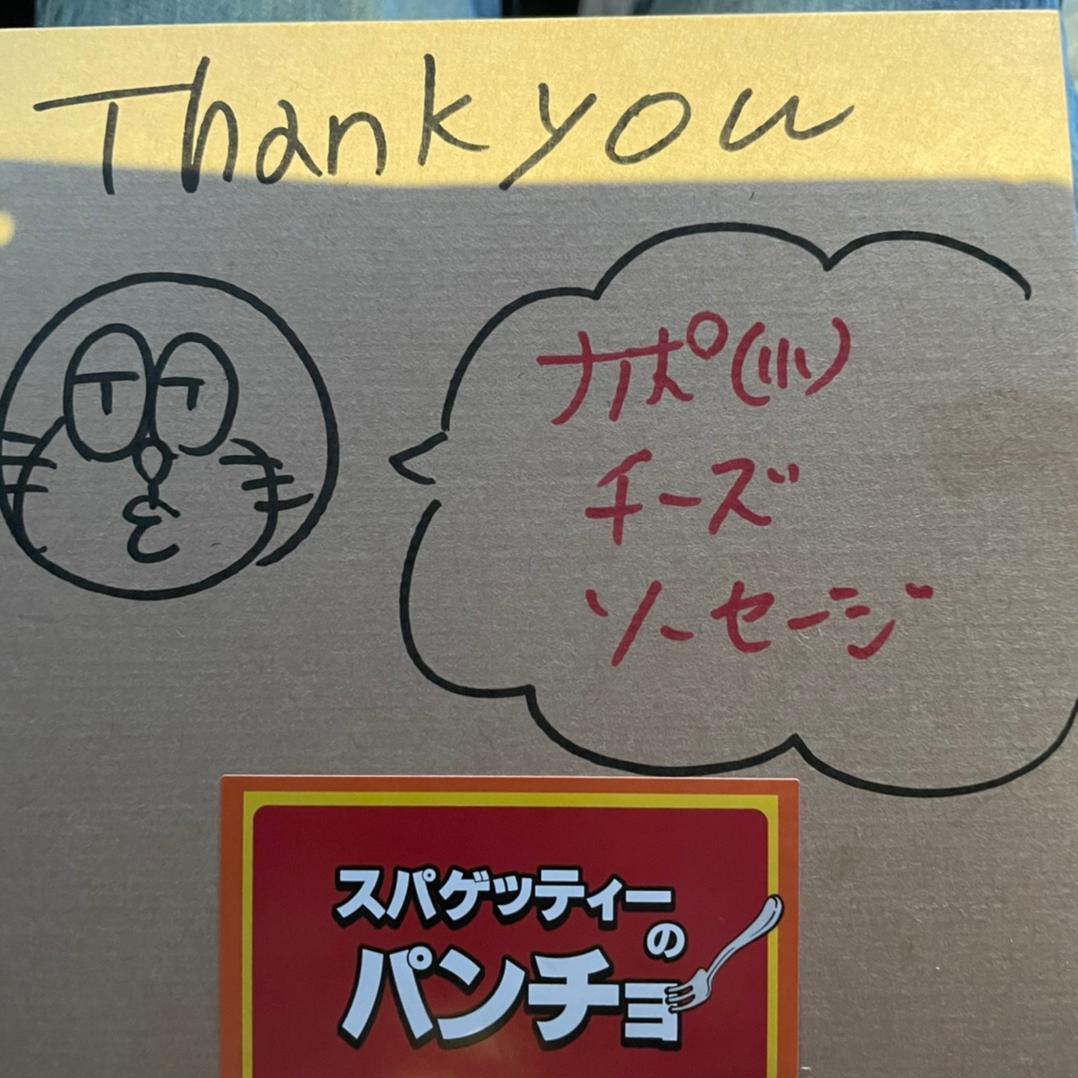 Thank you
ナポ(小)
チーズ
ソーセージ
スパゲッティー
の
パンチョ